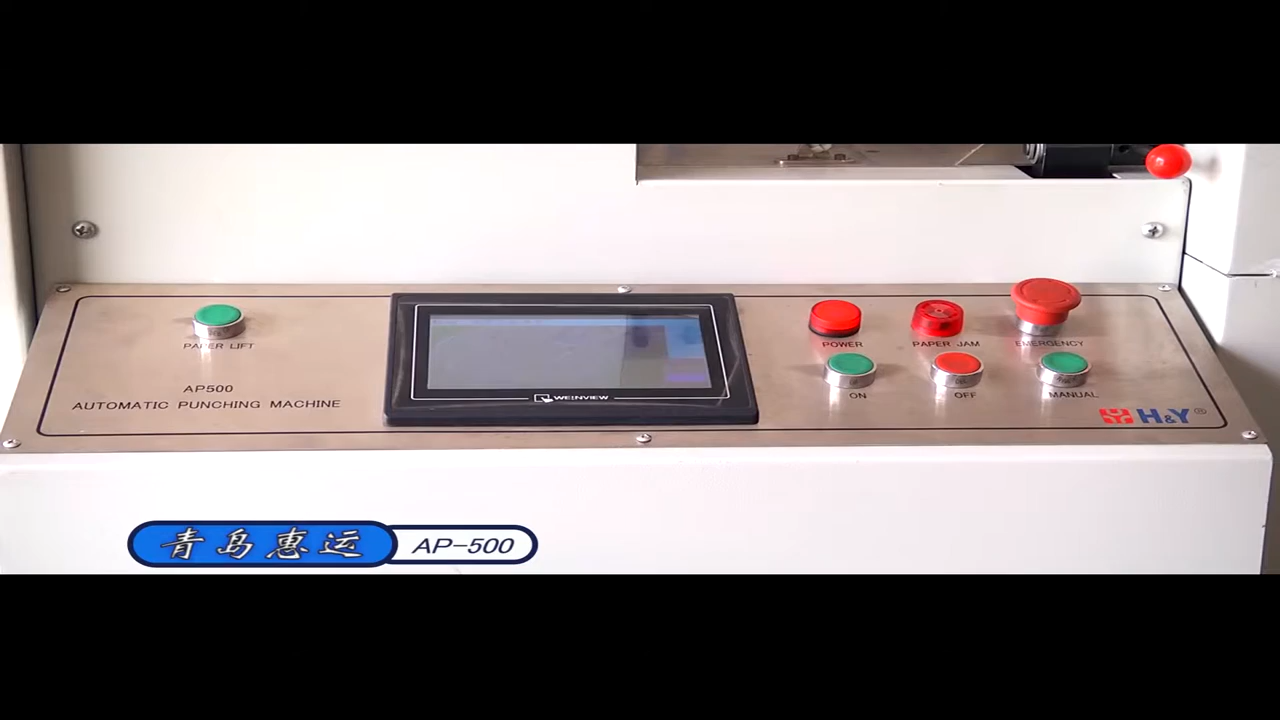 PAPER LIFT
AP500
AUTOMATIC PUNCHING MACHINE
WEINVIEW
POWER
PAPER JAM
EMERGENCY
ON
OFF
MANUAL
H&Y®
青岛惠运
AP-500